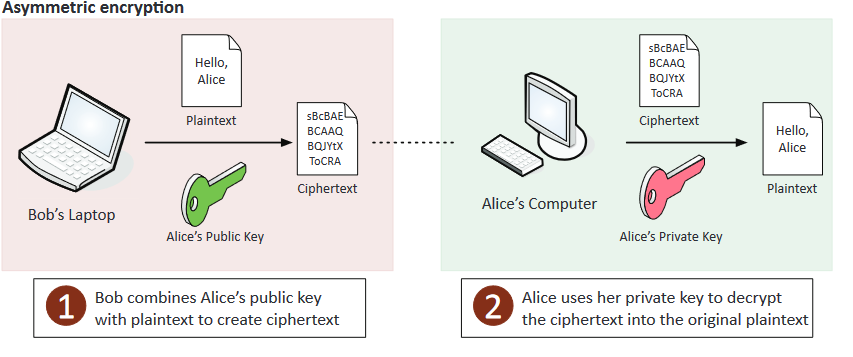 Asymmetric encryption
Hello,
Alice
Plaintext
sBcBAE
BCAAQ
BQJYtX
ToCRA
Ciphertext
Bob's Laptop
Alice's Public Key
1
Bob combines Alice's public key
with plaintext to create ciphertext
sBcBAE
BCAAQ
BQJYtX
ToCRA
Ciphertext
Hello,
Alice
Plaintext
Alice's Computer
Alice's Private Key
2
Alice uses her private key to decrypt
the ciphertext into the original plaintext